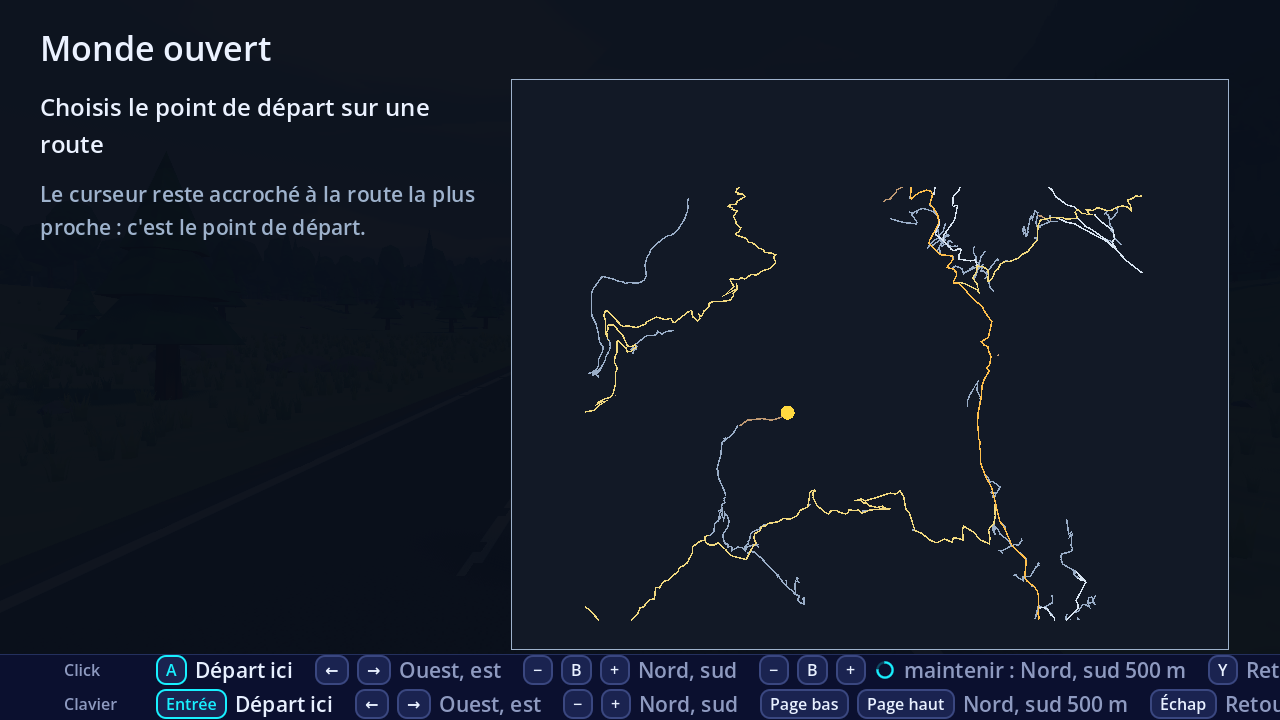 Monde ouvert
Choisis le point de départ sur une
route
Le curseur reste accroché à la route la plus
proche : c'est le point de départ.
Click A Départ ici ← → Ouest, est − B + Nord, sud − B + maintenir : Nord, sud 500 m Y Ret
Clavier Entrée Départ ici ← → Ouest, est − + Nord, sud Page bas Page haut Nord, sud 500 m Échap Retou